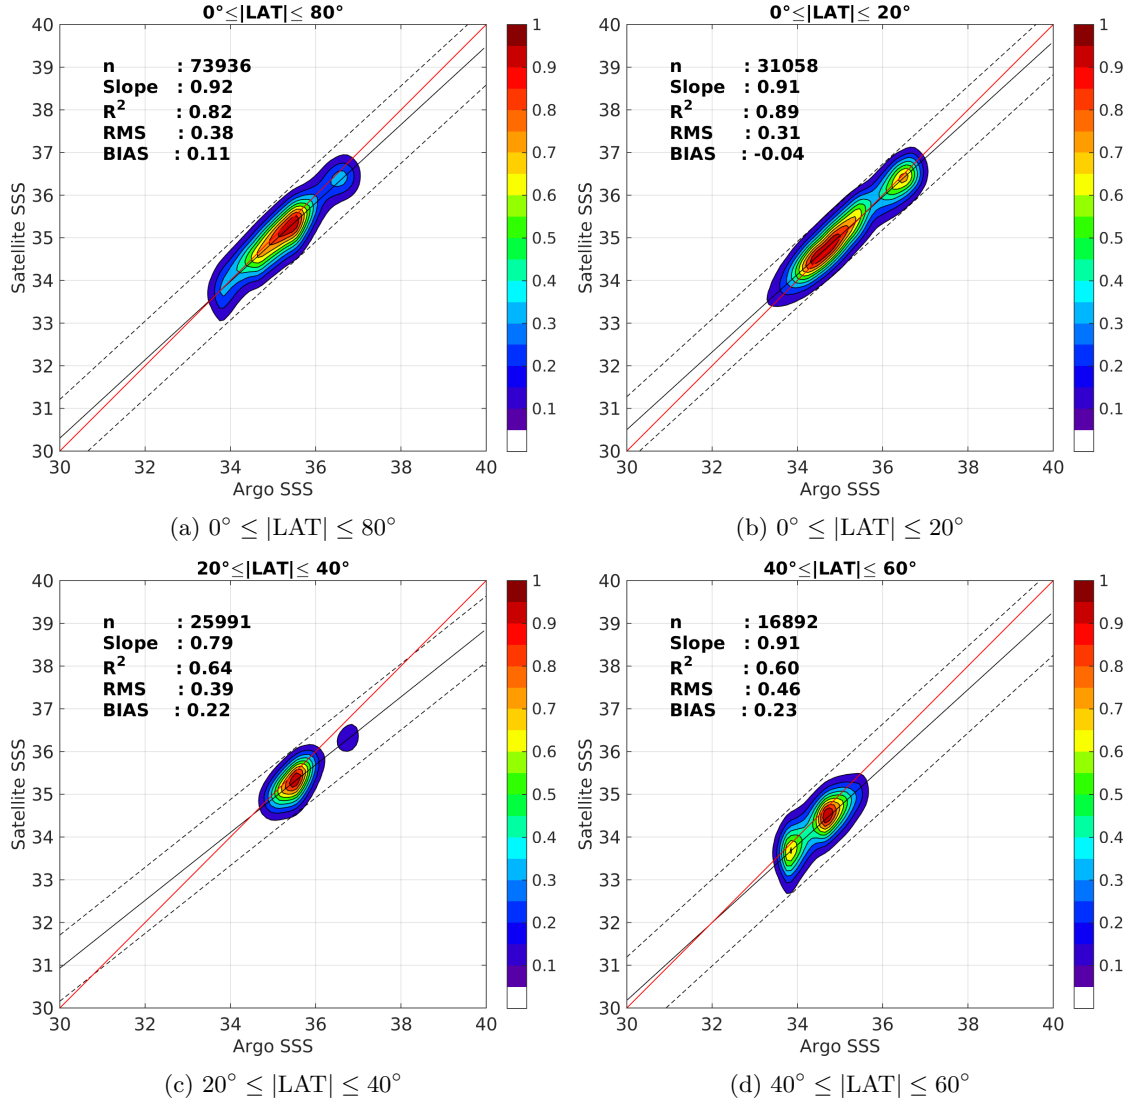 0°≤|LAT|≤ 80°
n : 73936
Slope : 0.92
R² : 0.82
RMS : 0.38
BIAS : 0.11
Satellite SSS
40
39
38
37
36
35
34
33
32
31
30
30 32 34 36 38 40
Argo SSS
1
0.9
0.8
0.7
0.6
0.5
0.4
0.3
0.2
0.1
(a) 0° ≤ |LAT| ≤ 80°
0°≤|LAT|≤ 20°
n : 31058
Slope : 0.91
R² : 0.89
RMS : 0.31
BIAS : -0.04
Satellite SSS
40
39
38
37
36
35
34
33
32
31
30
30 32 34 36 38 40
Argo SSS
1
0.9
0.8
0.7
0.6
0.5
0.4
0.3
0.2
0.1
(b) 0° ≤ |LAT| ≤ 20°
20°≤|LAT|≤ 40°
n : 25991
Slope : 0.79
R² : 0.64
RMS : 0.39
BIAS : 0.22
Satellite SSS
40
39
38
37
36
35
34
33
32
31
30
30 32 34 36 38 40
Argo SSS
1
0.9
0.8
0.7
0.6
0.5
0.4
0.3
0.2
0.1
(c) 20° ≤ |LAT| ≤ 40°
40°≤|LAT|≤ 60°
n : 16892
Slope : 0.91
R² : 0.60
RMS : 0.46
BIAS : 0.23
Satellite SSS
40
39
38
37
36
35
34
33
32
31
30
30 32 34 36 38 40
Argo SSS
1
0.9
0.8
0.7
0.6
0.5
0.4
0.3
0.2
0.1
(d) 40° ≤ |LAT| ≤ 60°